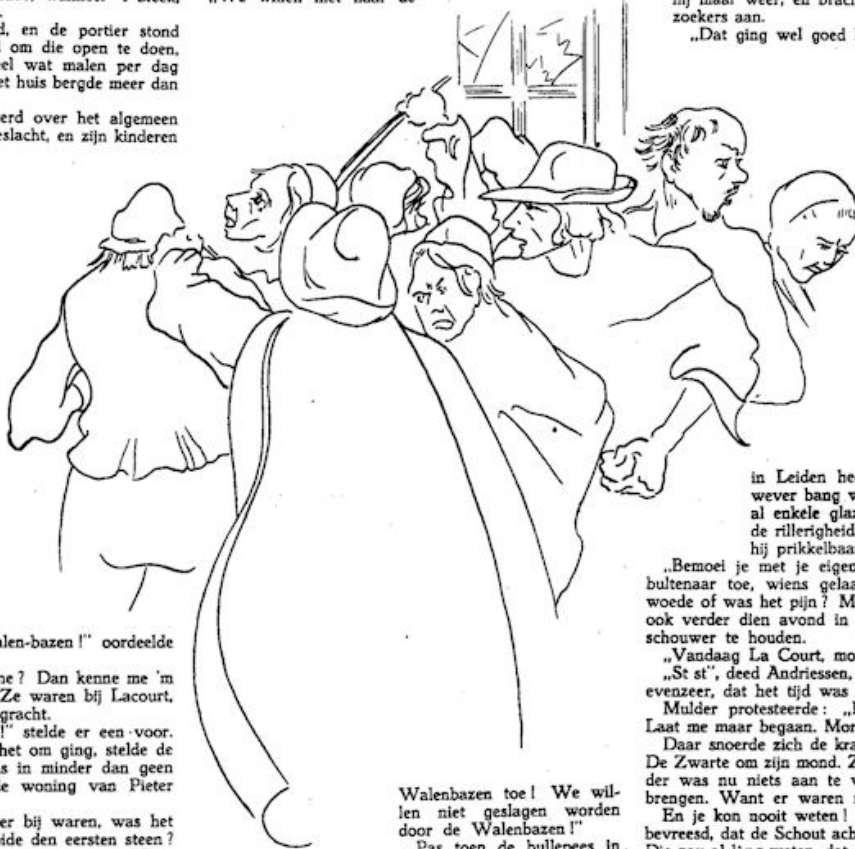 d, en de portier stond
om die open te doen,
el wat malen per dag
et huis bergde meer dan
erd over het algemeen
eslacht, en zijn kinderen
alen-bazen!" oordeelde
ne? Dan kenne me 'm
Ze waren bij Lacourt,
gracht.
!" stelde er een voor.
het om ging, stelde de
s in minder dan geen
le woning van Pieter
er bij waren, was het
ide den eersten steen?
Walenbazen toe! We wil-
len niet geslagen worden
door de Walenbazen!"
Pas toen de bullepees in
hij maar weer, en brach
zoekers aan.
„Dat ging wel goed
in Leiden he
wever bang v
al enkele glaz
de rillerigheid
hij prikkelbaa
„Bemoei je met je eigen
bultenaar toe, wiens gelaa
woede of was het pijn? M
ook verder dien avond in
schouwer te houden.
„Vandaag La Court, mo
„St st", deed Andriessen,
evenzeer, dat het tijd was
Mulder protesteerde: „
Laat me maar begaan. Mor
Daar snoerde zich de kra
De Zwarte om zijn mond. Z
der was nu niets aan te v
brengen. Want er waren
En je kon nooit weten!
bevreesd, dat de Schout ach